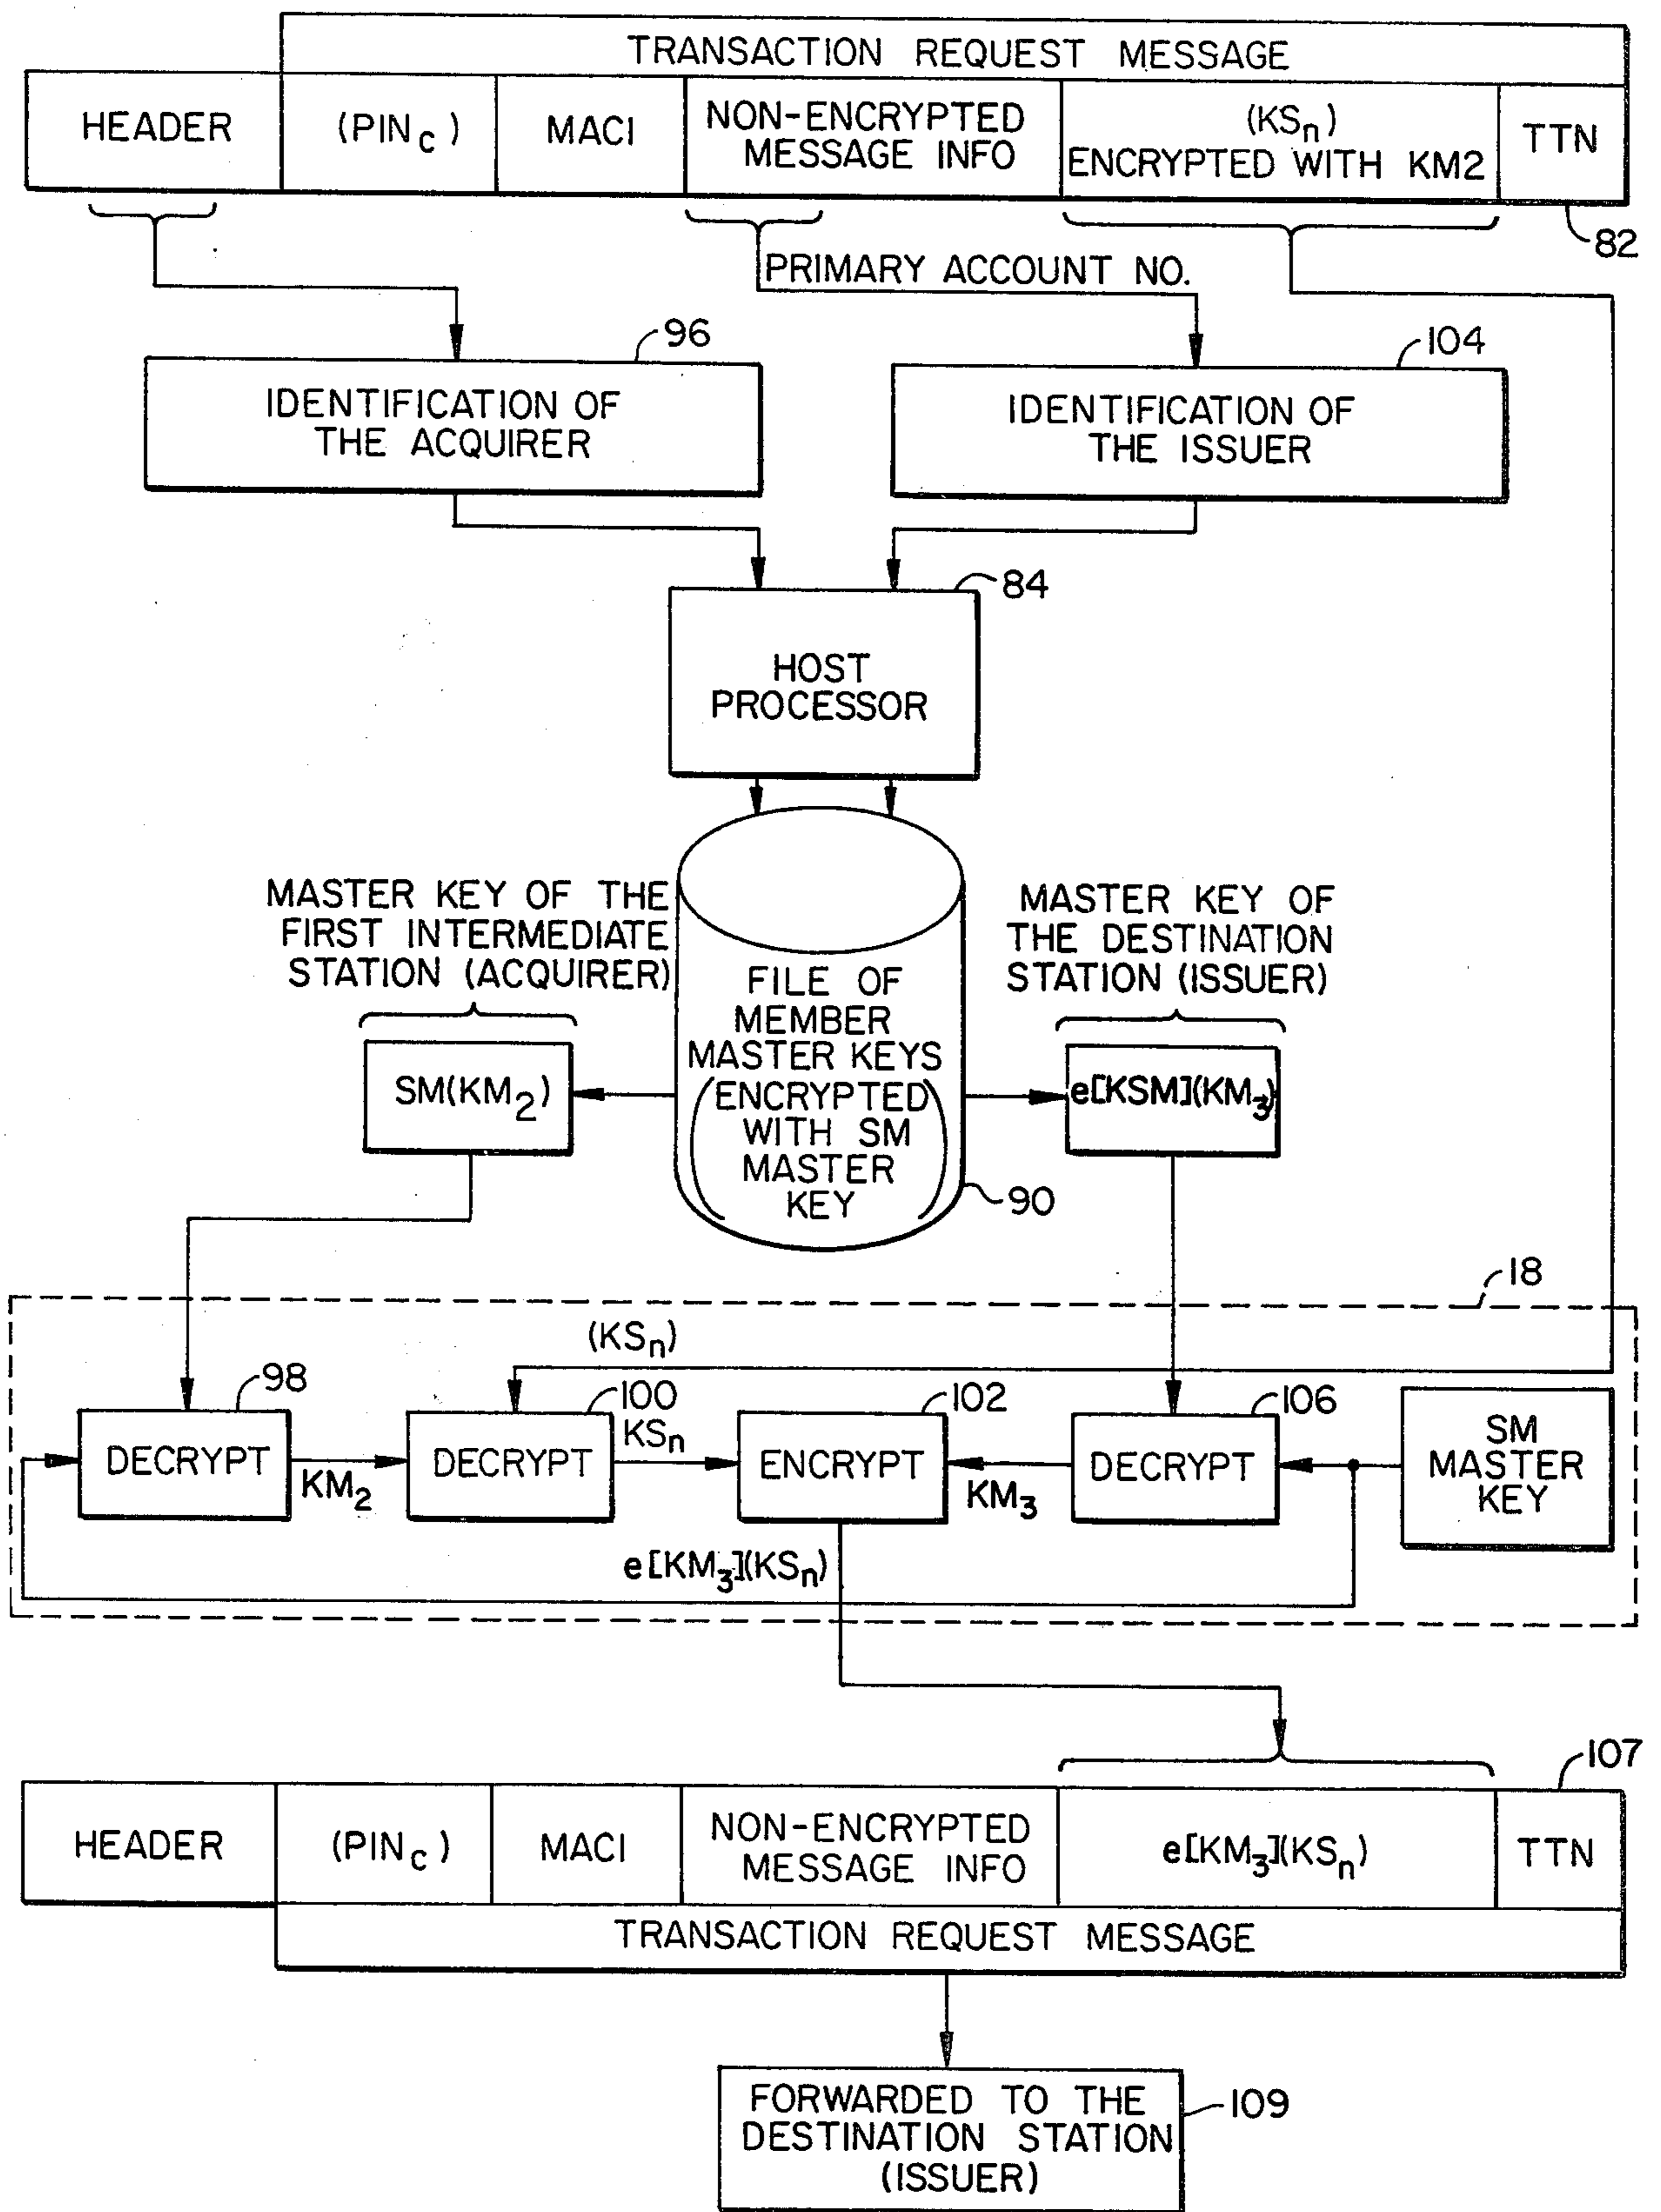 TRANSACTION REQUEST MESSAGE
HEADER
(PINc)
MAC1
NON-ENCRYPTED
MESSAGE INFO
(KSn)
ENCRYPTED WITH KM2
TTN
82
PRIMARY ACCOUNT NO.
96
IDENTIFICATION OF
THE ACQUIRER
104
IDENTIFICATION OF
THE ISSUER
84
HOST
PROCESSOR
MASTER KEY OF THE
FIRST INTERMEDIATE
STATION (ACQUIRER)
SM(KM2)
FILE OF
MEMBER
MASTER KEYS
(ENCRYPTED
WITH SM
MASTER
KEY)
90
MASTER KEY OF
THE DESTINATION
STATION (ISSUER)
e[KSM](KM3)
18
(KSn)
98
DECRYPT
KM2
100
DECRYPT
KSn
102
ENCRYPT
KM3
106
DECRYPT
SM
MASTER
KEY
e[KM3](KSn)
107
HEADER
(PINc)
MAC1
NON-ENCRYPTED
MESSAGE INFO
e[KM3](KSn)
TTN
TRANSACTION REQUEST MESSAGE
FORWARDED TO THE
DESTINATION STATION
(ISSUER)
109